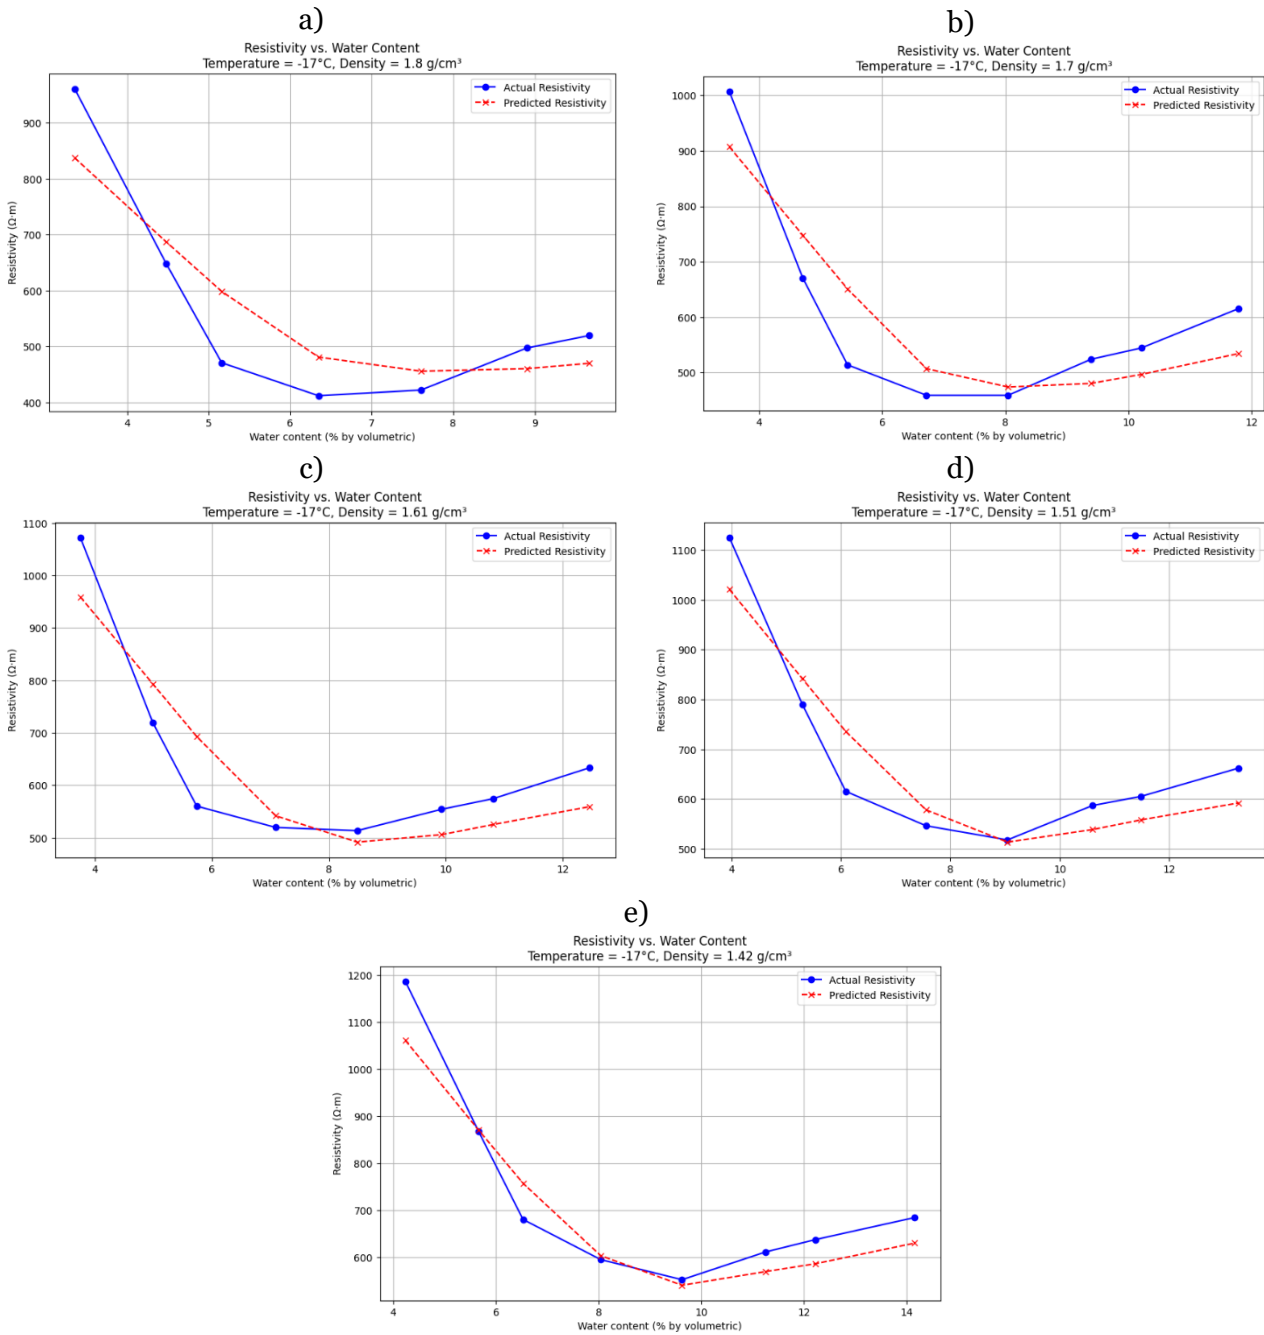 a)
Resistivity vs. Water Content
Temperature = -17°C, Density = 1.8 g/cm³
Actual Resistivity
Predicted Resistivity
900
800
700
600
500
400
Resistivity (Ω·m)
4 5 6 7 8 9
Water content (% by volumetric)
b)
Resistivity vs. Water Content
Temperature = -17°C, Density = 1.7 g/cm³
Actual Resistivity
Predicted Resistivity
1000
900
800
700
600
500
Resistivity (Ω·m)
4 6 8 10 12
Water content (% by volumetric)
c)
Resistivity vs. Water Content
Temperature = -17°C, Density = 1.61 g/cm³
Actual Resistivity
Predicted Resistivity
1100
1000
900
800
700
600
500
Resistivity (Ω·m)
4 6 8 10 12
Water content (% by volumetric)
d)
Resistivity vs. Water Content
Temperature = -17°C, Density = 1.51 g/cm³
Actual Resistivity
Predicted Resistivity
1100
1000
900
800
700
600
500
Resistivity (Ω·m)
4 6 8 10 12
Water content (% by volumetric)
e)
Resistivity vs. Water Content
Temperature = -17°C, Density = 1.42 g/cm³
Actual Resistivity
Predicted Resistivity
1200
1100
1000
900
800
700
600
Resistivity (Ω·m)
4 6 8 10 12 14
Water content (% by volumetric)